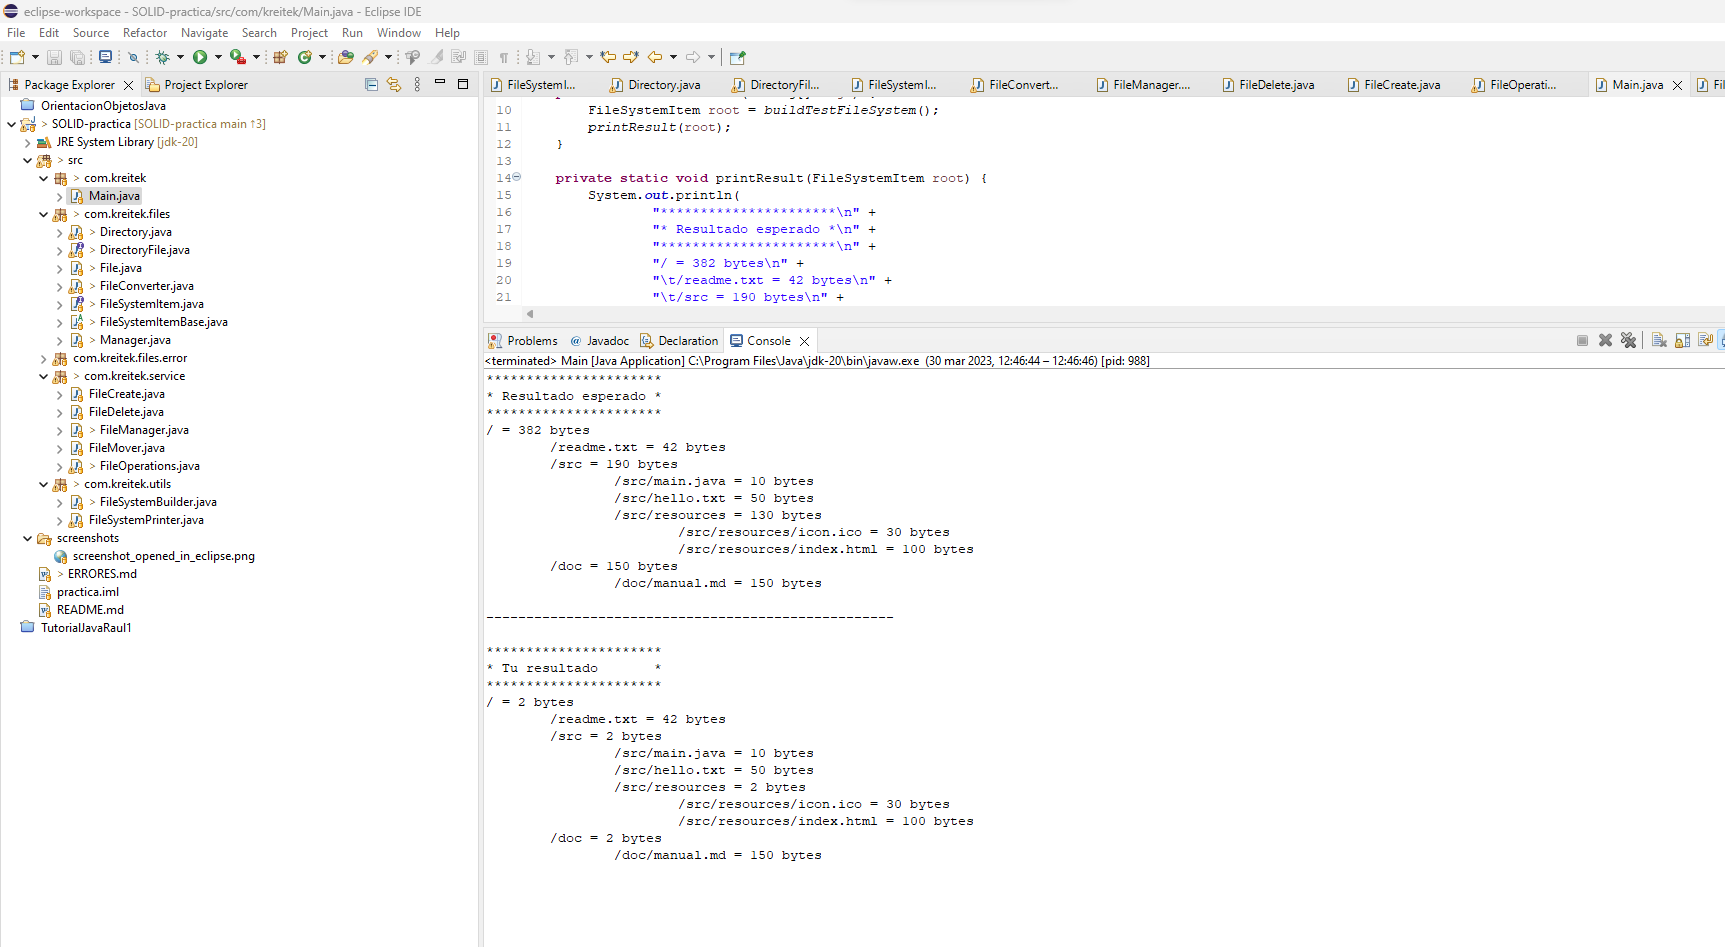 eclipse-workspace - SOLID-practica/src/com/kreitek/Main.java - Eclipse IDE
File Edit Source Refactor Navigate Search Project Run Window Help
Package Explorer Project Explorer
OrientacionObjetosJava
> SOLID-practica [SOLID-practica main ↑3]
JRE System Library [jdk-20]
> src
> com.kreitek
Main.java
> com.kreitek.files
> Directory.java
> DirectoryFile.java
> File.java
> FileConverter.java
> FileSystemItem.java
> FileSystemItemBase.java
> Manager.java
com.kreitek.files.error
> com.kreitek.service
FileCreate.java
FileDelete.java
> FileManager.java
FileMover.java
> FileOperations.java
> com.kreitek.utils
> FileSystemBuilder.java
FileSystemPrinter.java
screenshots
screenshot_opened_in_eclipse.png
> ERRORES.md
practica.iml
README.md
TutorialJavaRaul1
FileSystemI... Directory.java DirectoryFil... FileSystemI... FileConvert... FileManager.... FileDelete.java FileCreate.java FileOperati... Main.java Fil
10 FileSystemItem root = buildTestFileSystem();
11 printResult(root);
12 }
13
14 private static void printResult(FileSystemItem root) {
15 System.out.println(
16 "**********************\n" +
17 "* Resultado esperado *\n" +
18 "**********************\n" +
19 "/ = 382 bytes\n" +
20 "\t/readme.txt = 42 bytes\n" +
21 "\t/src = 190 bytes\n" +
Problems @ Javadoc Declaration Console
<terminated> Main [Java Application] C:\Program Files\Java\jdk-20\bin\javaw.exe (30 mar 2023, 12:46:44 – 12:46:46) [pid: 988]
**********************
* Resultado esperado *
**********************
/ = 382 bytes
/readme.txt = 42 bytes
/src = 190 bytes
/src/main.java = 10 bytes
/src/hello.txt = 50 bytes
/src/resources = 130 bytes
/src/resources/icon.ico = 30 bytes
/src/resources/index.html = 100 bytes
/doc = 150 bytes
/doc/manual.md = 150 bytes
---------------------------------------------------
**********************
* Tu resultado       *
**********************
/ = 2 bytes
/readme.txt = 42 bytes
/src = 2 bytes
/src/main.java = 10 bytes
/src/hello.txt = 50 bytes
/src/resources = 2 bytes
/src/resources/icon.ico = 30 bytes
/src/resources/index.html = 100 bytes
/doc = 2 bytes
/doc/manual.md = 150 bytes